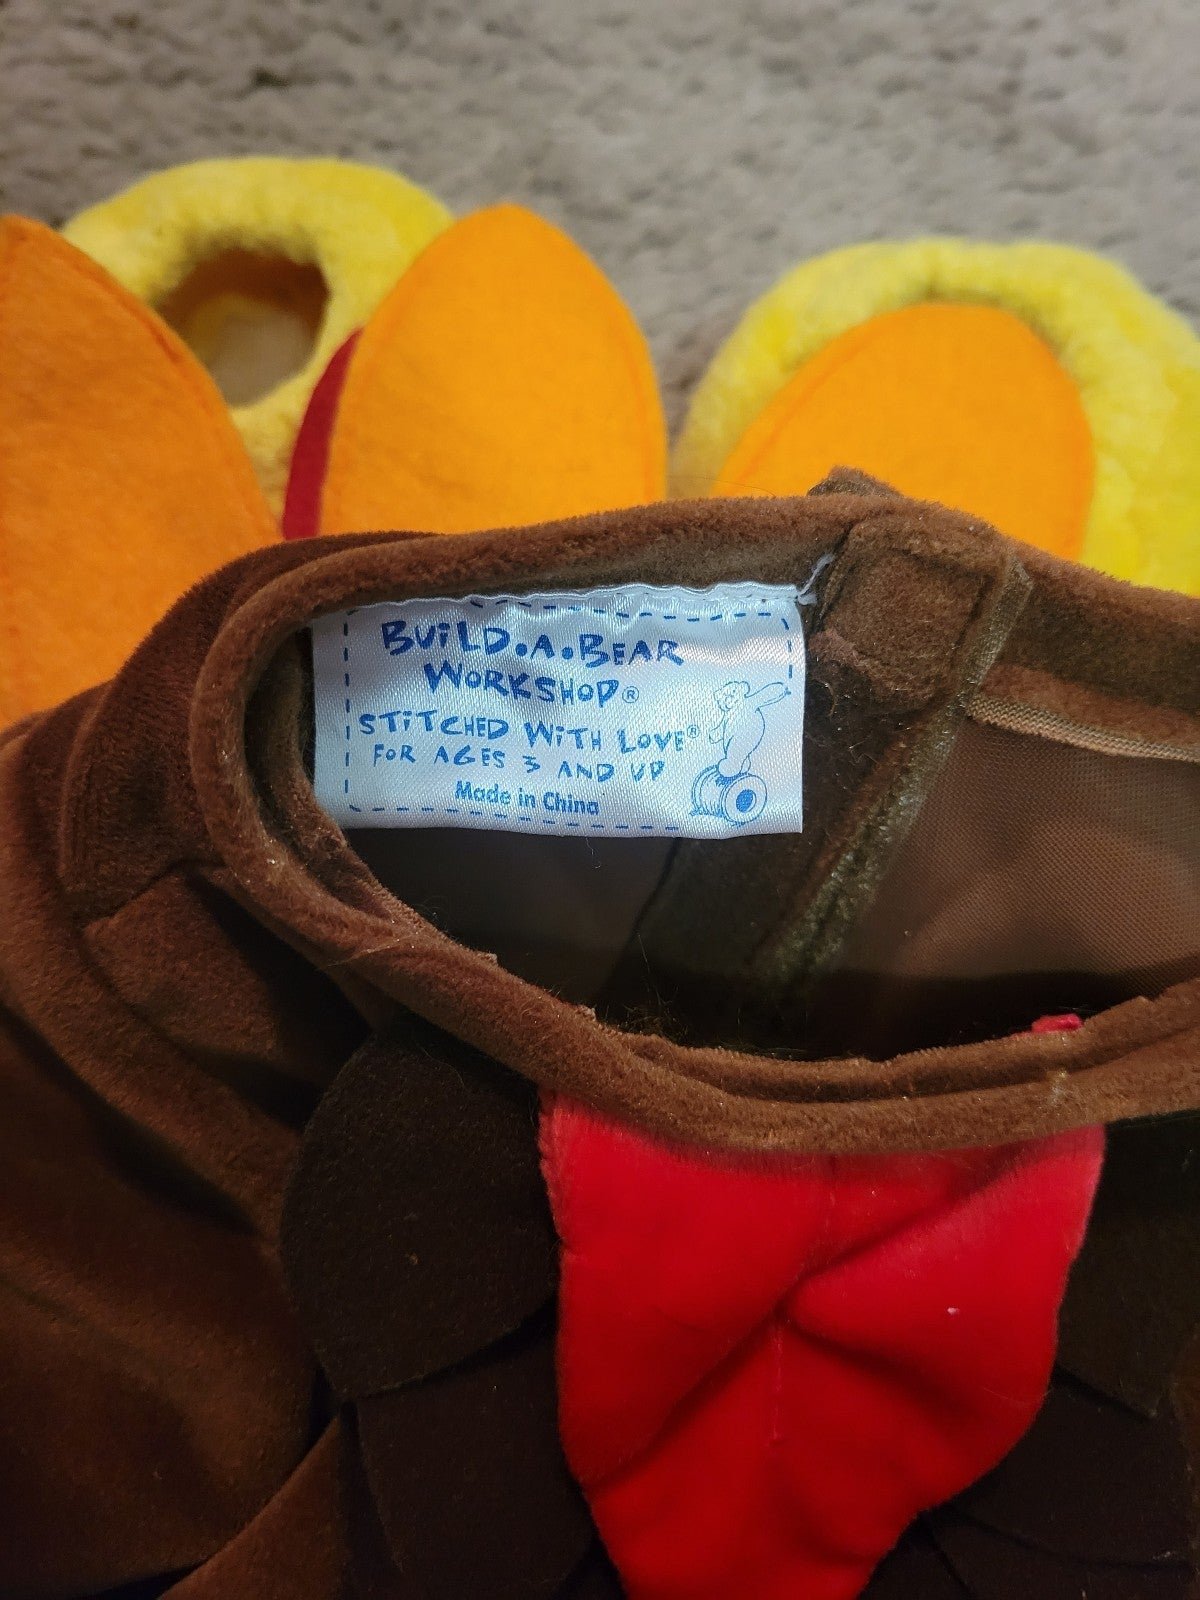 BUiLD.A.BEAR
WORKSHOP®
STiTCHED WiTH LOVE®
FOR AGES 3 AND UP
Made in China